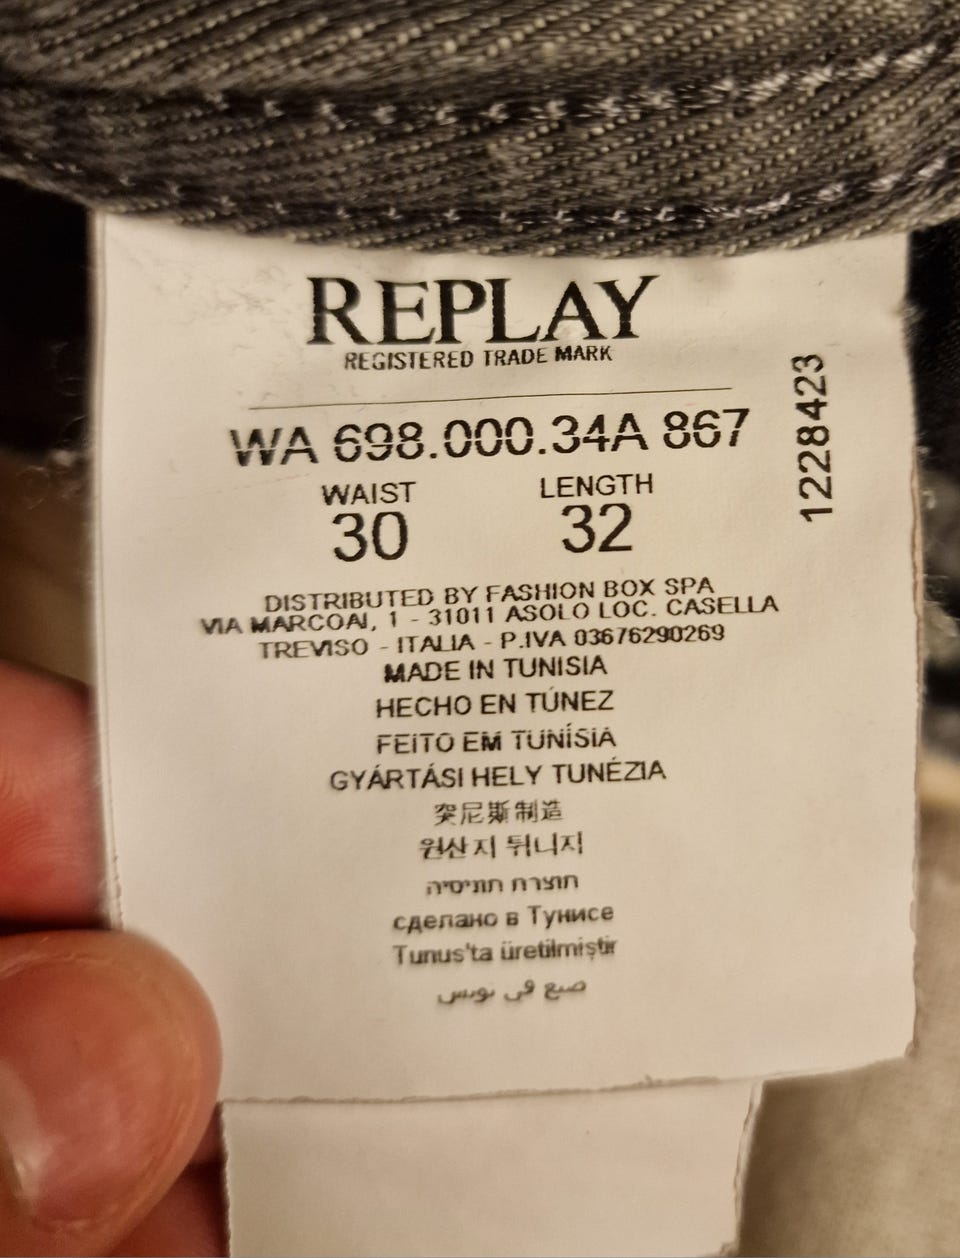 REPLAY
REGISTERED TRADE MARK
WA 698.000.34A 867
1228423
WAIST LENGTH
30 32
DISTRIBUTED BY FASHION BOX SPA
VIA MARCOAI, 1 - 31011 ASOLO LOC. CASELLA
TREVISO - ITALIA - P.IVA 03676290269
MADE IN TUNISIA
HECHO EN TÚNEZ
FEITO EM TUNÍSIA
GYÁRTÁSI HELY TUNÉZIA
突尼斯制造
원산지 튀니지
תוצרת תוניסיה
сделано в Тунисе
Tunus'ta üretilmiştir
صنع في تونس